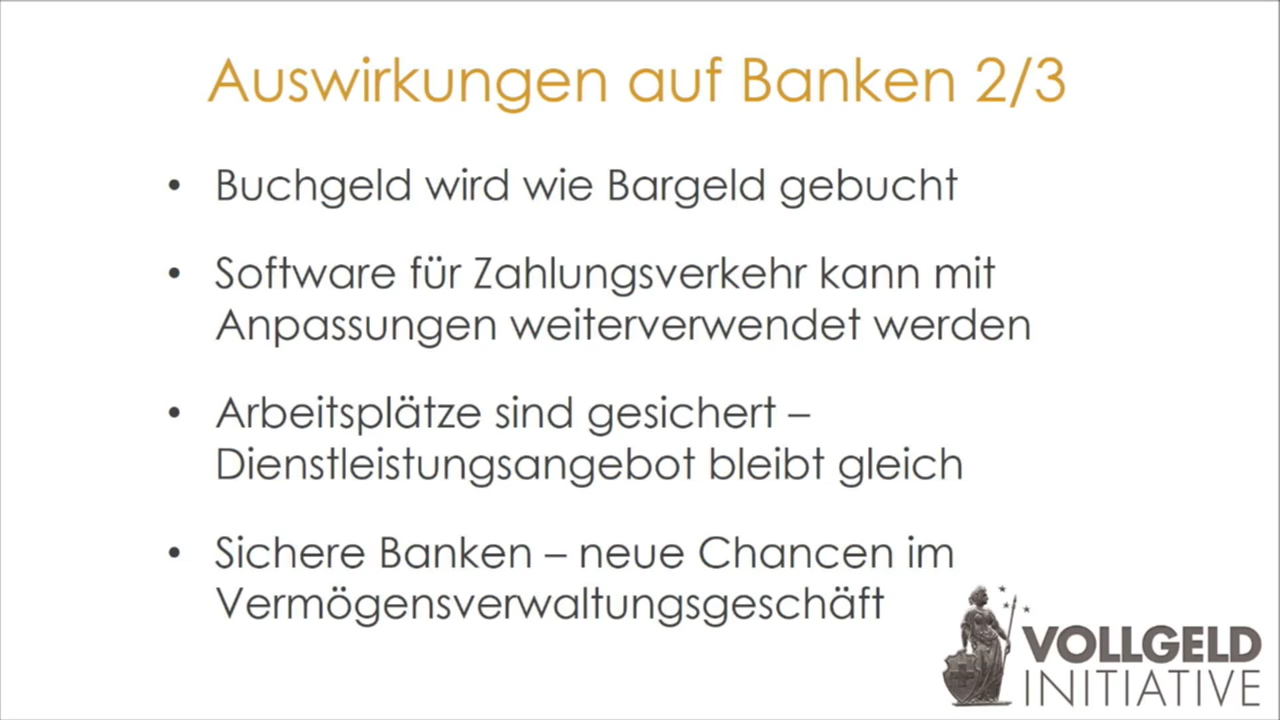 Auswirkungen auf Banken 2/3
• Buchgeld wird wie Bargeld gebucht
• Software für Zahlungsverkehr kann mit
Anpassungen weiterverwendet werden
• Arbeitsplätze sind gesichert –
Dienstleistungsangebot bleibt gleich
• Sichere Banken – neue Chancen im
Vermögensverwaltungsgeschäft
VOLLGELD
INITIATIVE